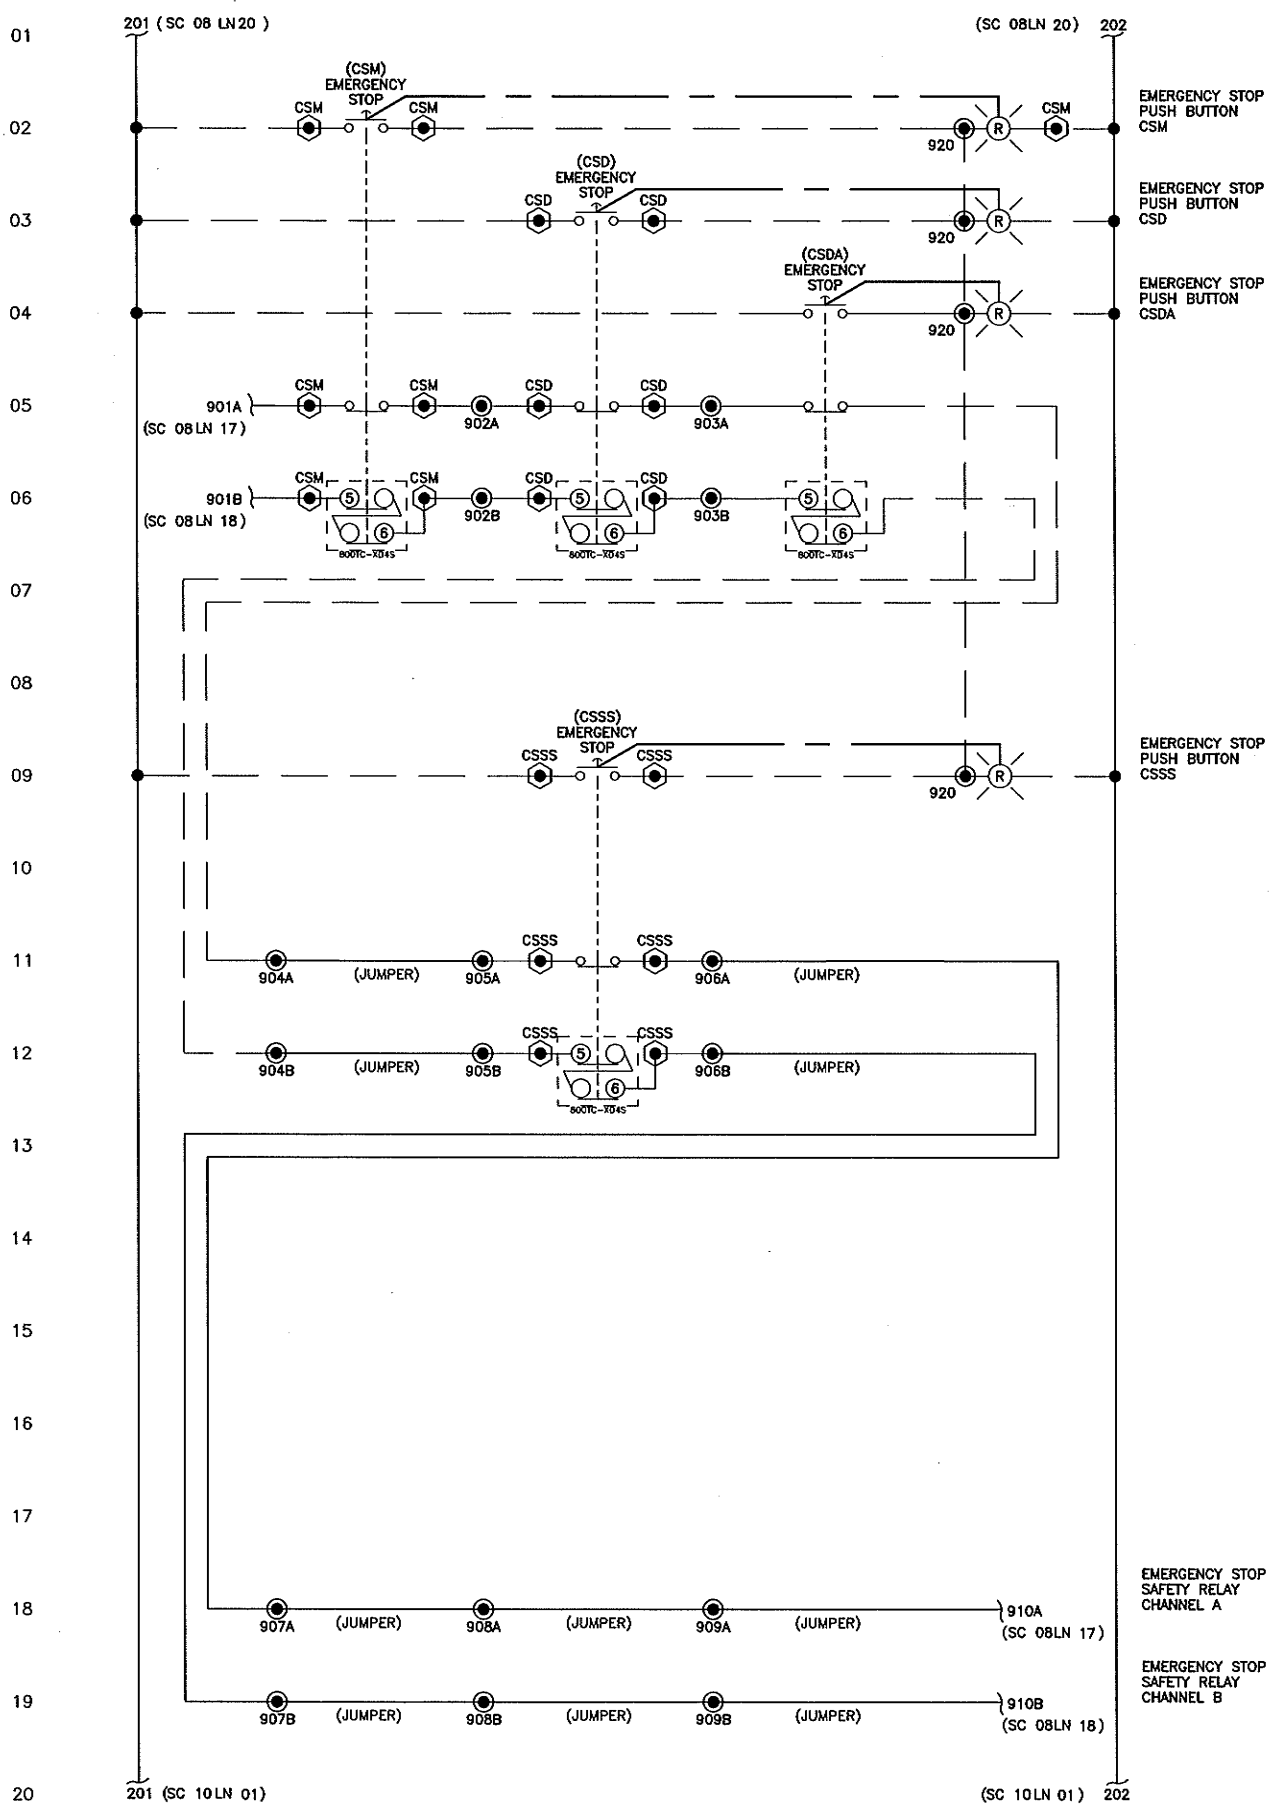 01
201 (SC 08 LN20 )
(SC 08LN 20)
202
(CSM)
EMERGENCY
STOP
CSM
CSM
R
CSM
920
EMERGENCY STOP
PUSH BUTTON
CSM
02
(CSD)
EMERGENCY
STOP
CSD
CSD
R
920
EMERGENCY STOP
PUSH BUTTON
CSD
03
(CSDA)
EMERGENCY
STOP
R
920
EMERGENCY STOP
PUSH BUTTON
CSDA
04
05
901A
(SC 08LN 17)
CSM
CSM
902A
CSD
CSD
903A
06
901B
(SC 08LN 18)
CSM
5
6
800TC-XD4S
CSM
902B
CSD
5
6
800TC-XD4S
CSD
903B
5
6
800TC-XD4S
07
08
(CSSS)
EMERGENCY
STOP
CSSS
CSSS
R
920
EMERGENCY STOP
PUSH BUTTON
CSSS
09
10
11
904A
(JUMPER)
905A
CSSS
CSSS
906A
(JUMPER)
12
904B
(JUMPER)
905B
CSSS
5
6
800TC-XD4S
CSSS
906B
(JUMPER)
13
14
15
16
17
18
907A
(JUMPER)
908A
(JUMPER)
909A
(JUMPER)
910A
(SC 08LN 17)
EMERGENCY STOP
SAFETY RELAY
CHANNEL A
19
907B
(JUMPER)
908B
(JUMPER)
909B
(JUMPER)
910B
(SC 08LN 18)
EMERGENCY STOP
SAFETY RELAY
CHANNEL B
20
201 (SC 10LN 01)
(SC 10LN 01)
202